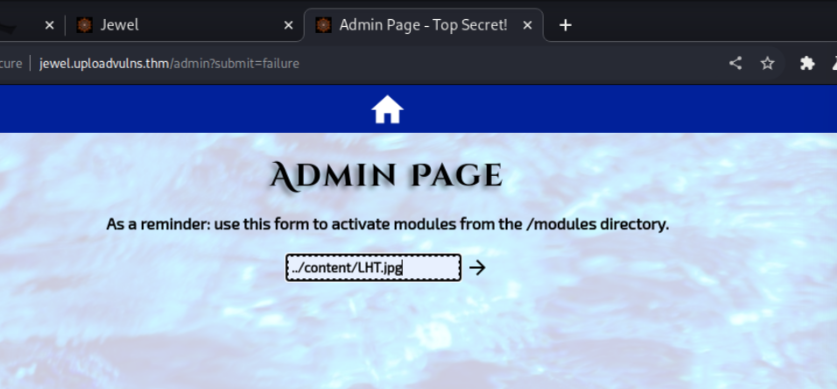 Jewel
Admin Page - Top Secret!
cure jewel.uploadvulns.thm/admin?submit=failure
Admin Page
As a reminder: use this form to activate modules from the /modules directory.
../content/LHT.jpg